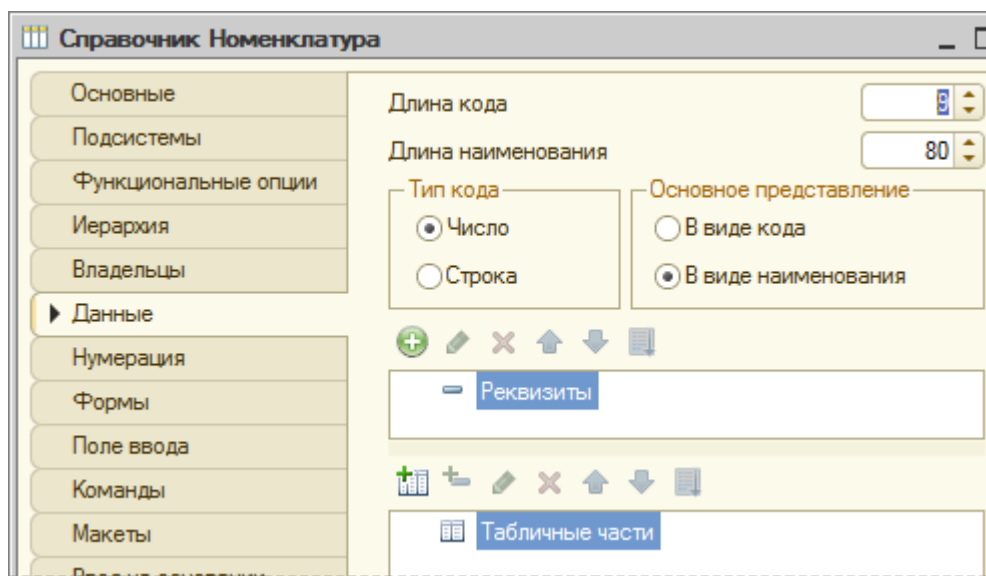 Справочник Номенклатура
Основные
Подсистемы
Функциональные опции
Иерархия
Владельцы
Данные
Нумерация
Формы
Поле ввода
Команды
Макеты
Длина кода 9
Длина наименования 80
Тип кода
Число
Строка
Основное представление
В виде кода
В виде наименования
Реквизиты
Табличные части